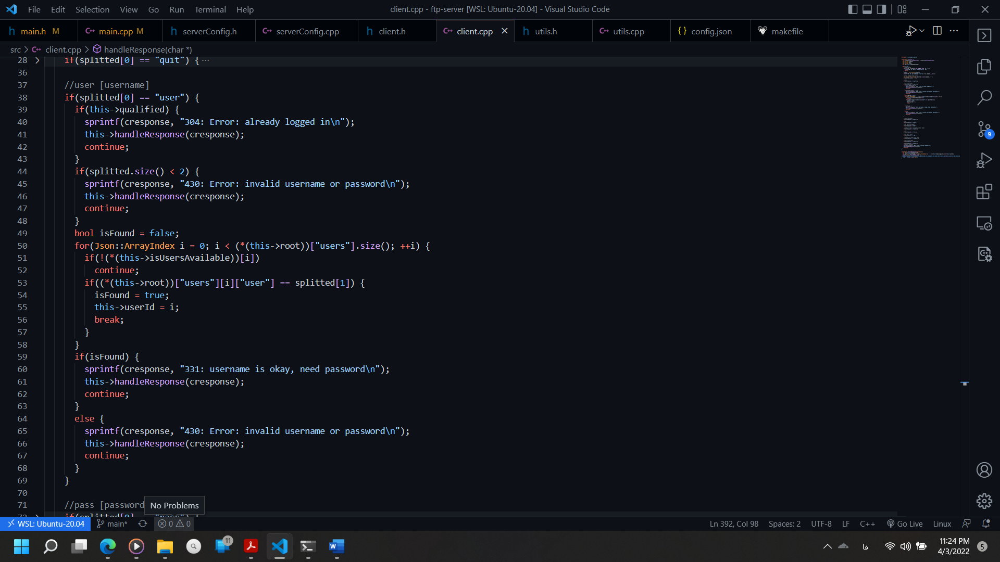 File Edit Selection View Go Run Terminal Help
client.cpp - ftp-server [WSL: Ubuntu-20.04] - Visual Studio Code
main.h M main.cpp M serverConfig.h serverConfig.cpp client.h client.cpp utils.h utils.cpp config.json makefile
src > client.cpp > handleResponse(char *)
28 if(splitted[0] == "quit") { ···
36
37 //user [username]
38 if(splitted[0] == "user") {
39 if(this->qualified) {
40 sprintf(cresponse, "304: Error: already logged in\n");
41 this->handleResponse(cresponse);
42 continue;
43 }
44 if(splitted.size() < 2) {
45 sprintf(cresponse, "430: Error: invalid username or password\n");
46 this->handleResponse(cresponse);
47 continue;
48 }
49 bool isFound = false;
50 for(Json::ArrayIndex i = 0; i < (*(this->root))["users"].size(); ++i) {
51 if(!(*(this->isUsersAvailable))[i])
52 continue;
53 if((*(this->root))["users"][i]["user"] == splitted[1]) {
54 isFound = true;
55 this->userId = i;
56 break;
57 }
58 }
59 if(isFound) {
60 sprintf(cresponse, "331: username is okay, need password\n");
61 this->handleResponse(cresponse);
62 continue;
63 }
64 else {
65 sprintf(cresponse, "430: Error: invalid username or password\n");
66 this->handleResponse(cresponse);
67 continue;
68 }
69 }
70
71 //pass [password
No Problems
72 if(splitted[0] == "pass") {
9
WSL: Ubuntu-20.04 main* 0 0 Ln 392, Col 98 Spaces: 2 UTF-8 LF C++ Go Live Linux
11
فا
11:24 PM
4/3/2022
5